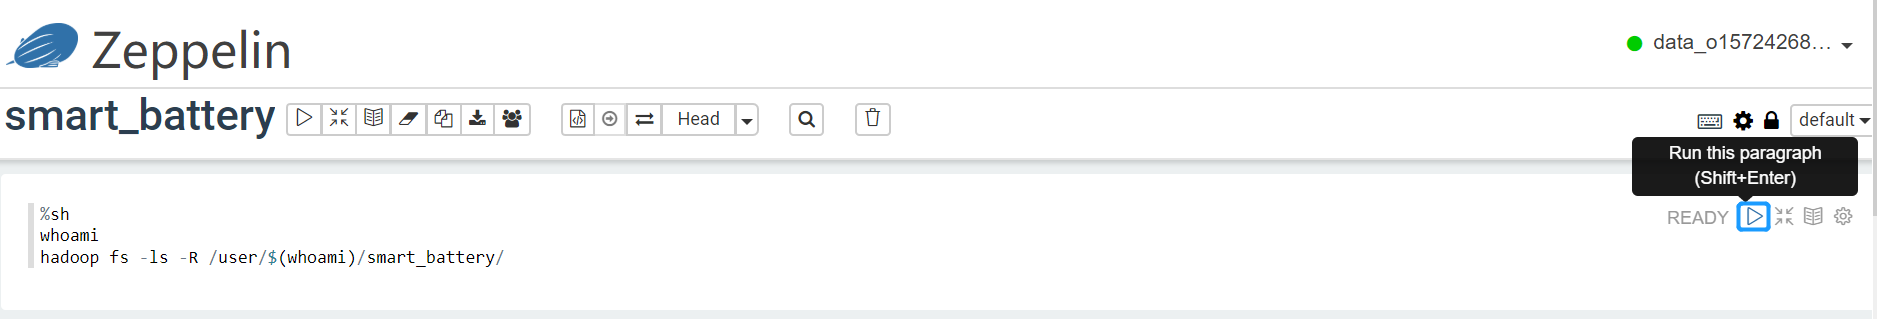 Zeppelin
data_o15724268...
smart_battery
Head
default
Run this paragraph
(Shift+Enter)
%sh
READY
whoami
hadoop fs -ls -R /user/$(whoami)/smart_battery/